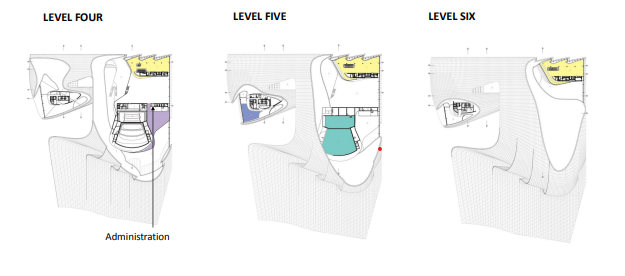 LEVEL FOUR
LEVEL FIVE
LEVEL SIX
Administration